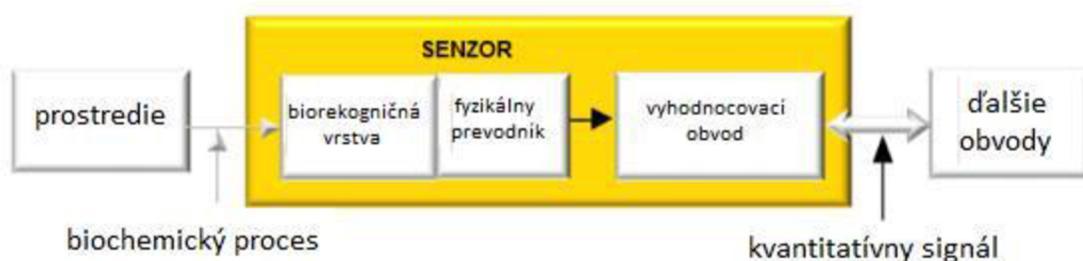 SENZOR
prostredie
biorekogničná
vrstva
fyzikálny
prevodník
vyhodnocovací
obvod
ďalšie
obvody
biochemický proces
kvantitatívny signál